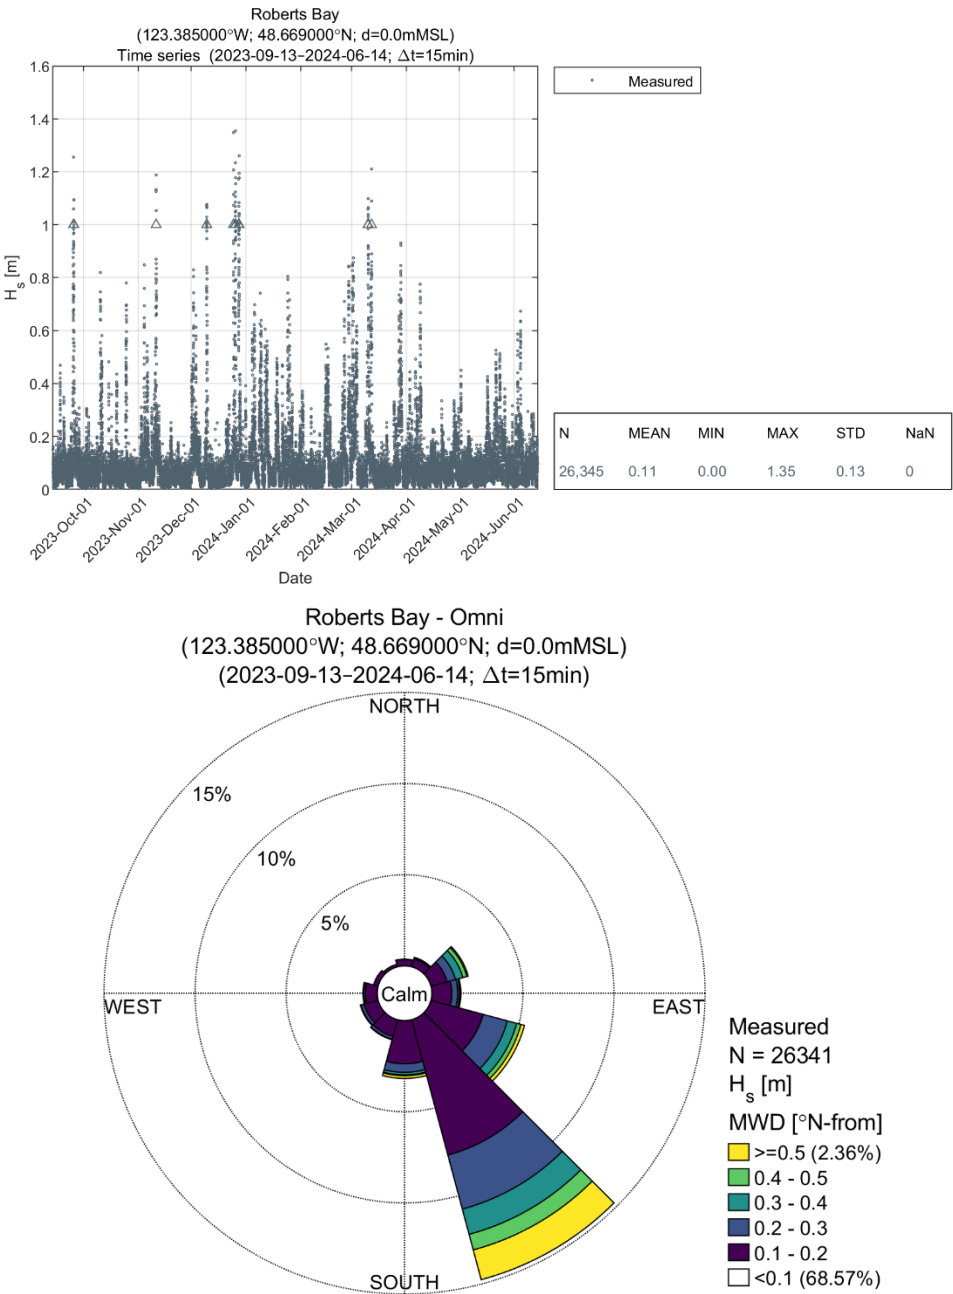 Roberts Bay
(123.385000°W; 48.669000°N; d=0.0mMSL)
Time series (2023-09-13–2024-06-14; Δt=15min)
Measured
H_s [m]
1.6
1.4
1.2
1
0.8
0.6
0.4
0.2
0
2023-Oct-01
2023-Nov-01
2023-Dec-01
2024-Jan-01
2024-Feb-01
2024-Mar-01
2024-Apr-01
2024-May-01
2024-Jun-01
Date
N MEAN MIN MAX STD NaN
26,345 0.11 0.00 1.35 0.13 0
Roberts Bay - Omni
(123.385000°W; 48.669000°N; d=0.0mMSL)
(2023-09-13–2024-06-14; Δt=15min)
NORTH
15%
10%
5%
Calm
WEST
EAST
SOUTH
Measured
N = 26341
H_s [m]
MWD [°N-from]
>=0.5 (2.36%)
0.4 - 0.5
0.3 - 0.4
0.2 - 0.3
0.1 - 0.2
<0.1 (68.57%)